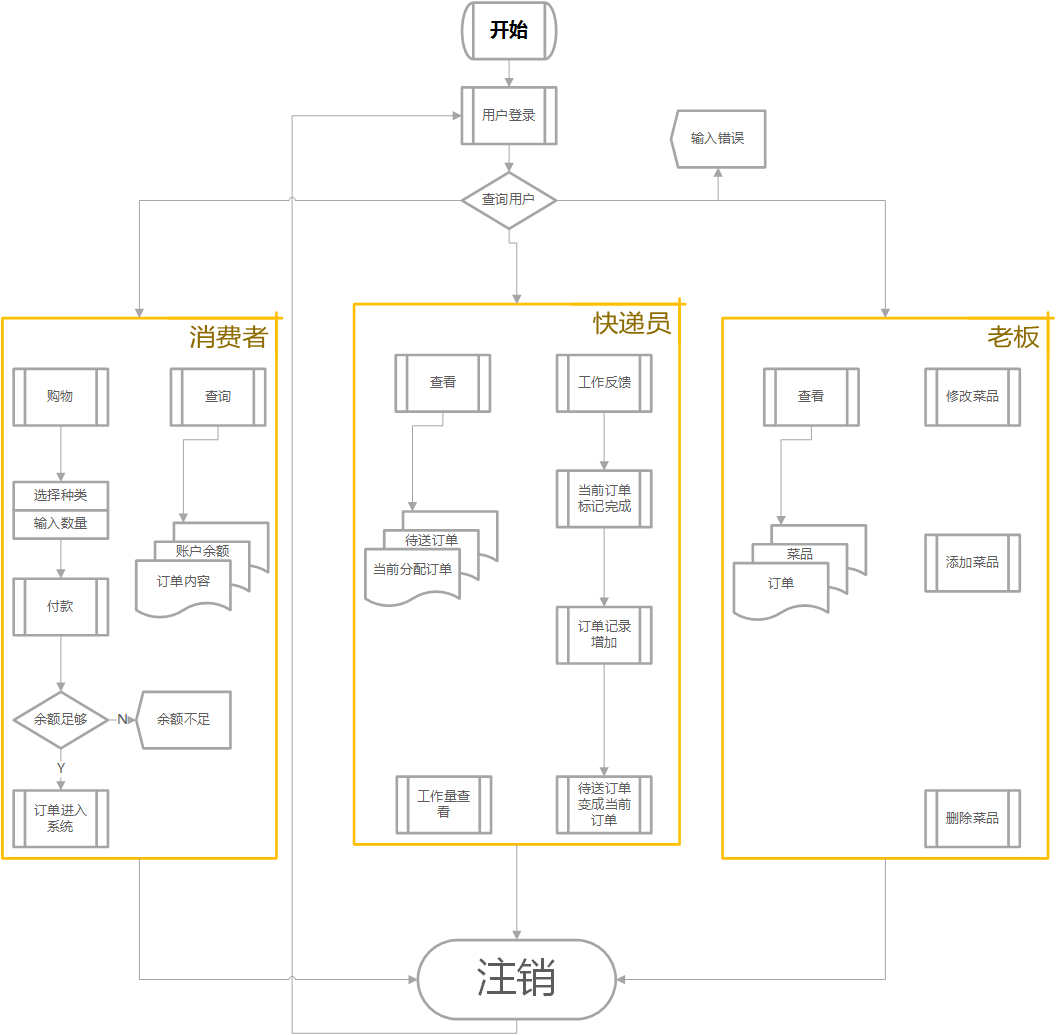 开始
用户登录
输入错误
查询用户
消费者
购物
查询
选择种类
输入数量
账户余额
订单内容
付款
余额足够
N
余额不足
Y
订单进入
系统
快递员
查看
工作反馈
当前订单
标记完成
待送订单
当前分配订单
订单记录
增加
工作量查
看
待送订单
变成当前
订单
老板
查看
修改菜品
菜品
订单
添加菜品
删除菜品
注销